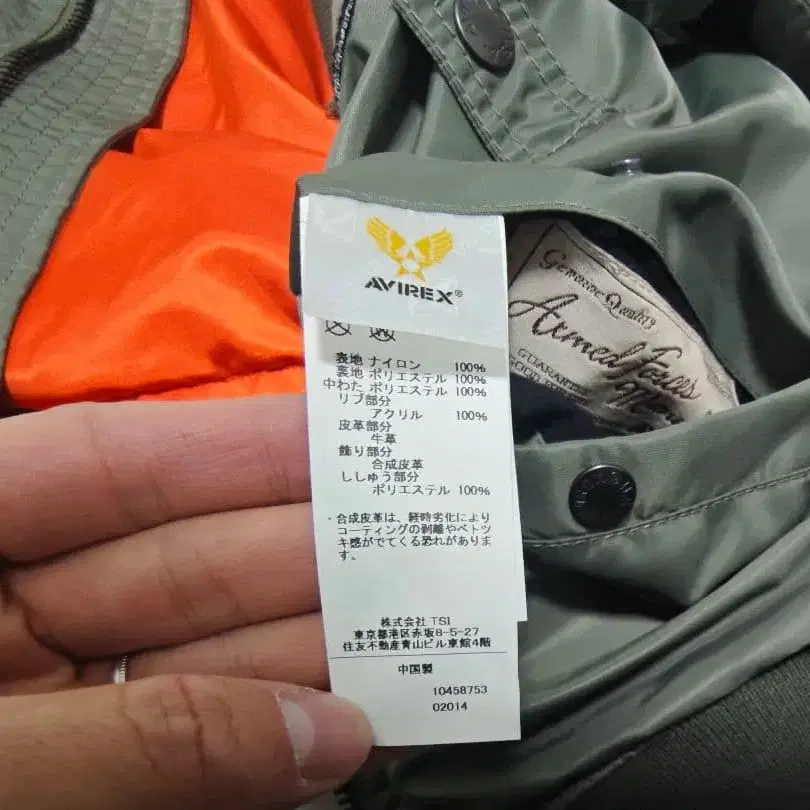 AVIREX®
表地 ナイロン 100%
裏地 ポリエステル 100%
中わた ポリエステル 100%
リブ部分
アクリル 100%
皮革部分
牛革
飾り部分
合成皮革
ししゅう部分
ポリエステル 100%
・合成皮革は、経時劣化により
コーティングの剥離やベトツ
キ感がでてくる恐れがありま
す。
株式会社 TSI
東京都港区赤坂8-5-27
住友不動産青山ビル東館4階
中国製
10458753
02014
Genuine Quality
Armed Forces
GUARANTEE
GOOD